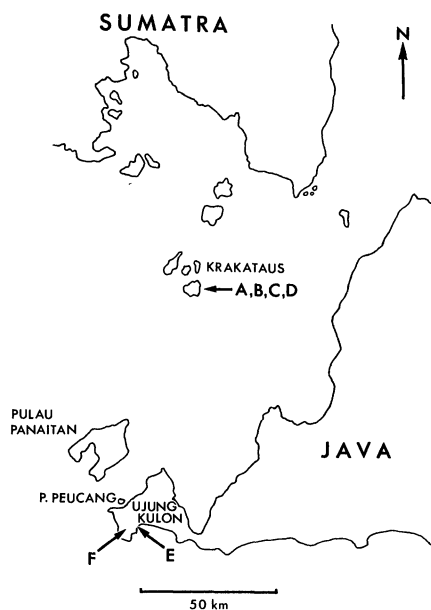 SUMATRA
N
KRAKATAUS
A,B,C,D
PULAU
PANAITAN
JAVA
P. PEUCANG
UJUNG
KULON
F
E
50 km